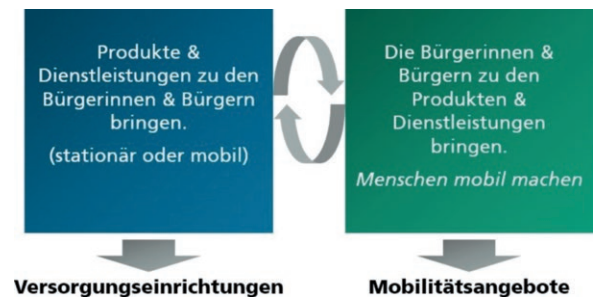 Produkte &
Dienstleistungen zu den
Bürgerinnen & Bürgern
bringen.
(stationär oder mobil)
Versorgungseinrichtungen
Die Bürgerinnen &
Bürgern zu den
Produkten &
Dienstleistungen
bringen.
Menschen mobil machen
Mobilitätsangebote